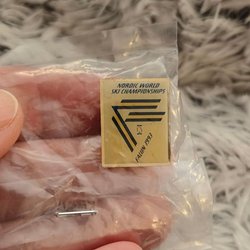 NORDIC WORLD
SKI CHAMPIONSHIPS
FALUN 1993